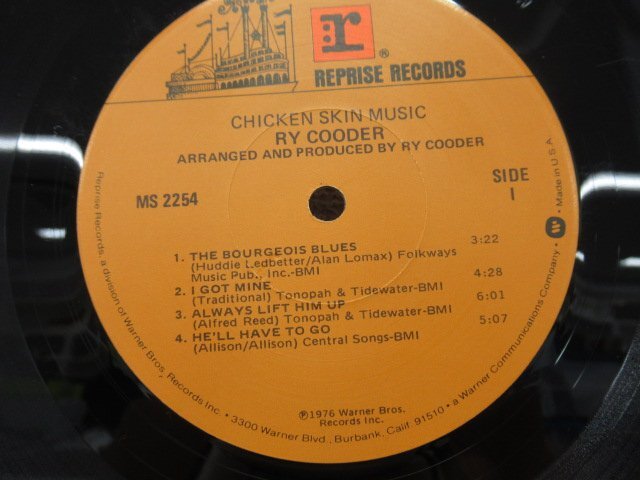 r
®
REPRISE RECORDS
CHICKEN SKIN MUSIC
RY COODER
ARRANGED AND PRODUCED BY RY COODER
MS 2254
SIDE
1
1. THE BOURGEOIS BLUES 3:22
(Huddie Ledbetter/Alan Lomax) Folkways
Music Pub., Inc.-BMI
2. I GOT MINE 4:28
(Traditional) Tonopah & Tidewater-BMI
3. ALWAYS LIFT HIM UP 6:01
(Alfred Reed) Tonopah & Tidewater-BMI
4. HE'LL HAVE TO GO 5:07
(Allison/Allison) Central Songs-BMI
℗1976 Warner Bros.
Records Inc.
Reprise Records, a division of Warner Bros. Records Inc. • 3300 Warner Blvd., Burbank, Calif. 91510 • a Warner Communications Company • Made in U.S.A.